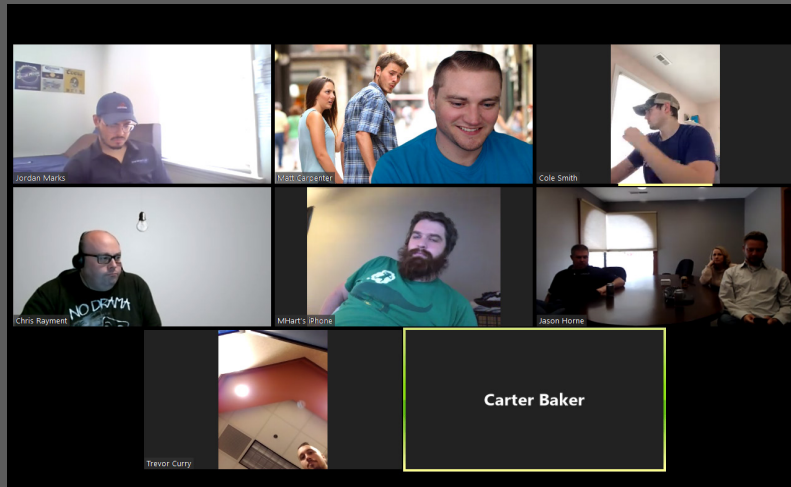 Jordan Marks
Matt Carpenter
Cole Smith
NO DRAMA
Chris Rayment
MHart's iPhone
Jason Horne
Trevor Curry
Carter Baker